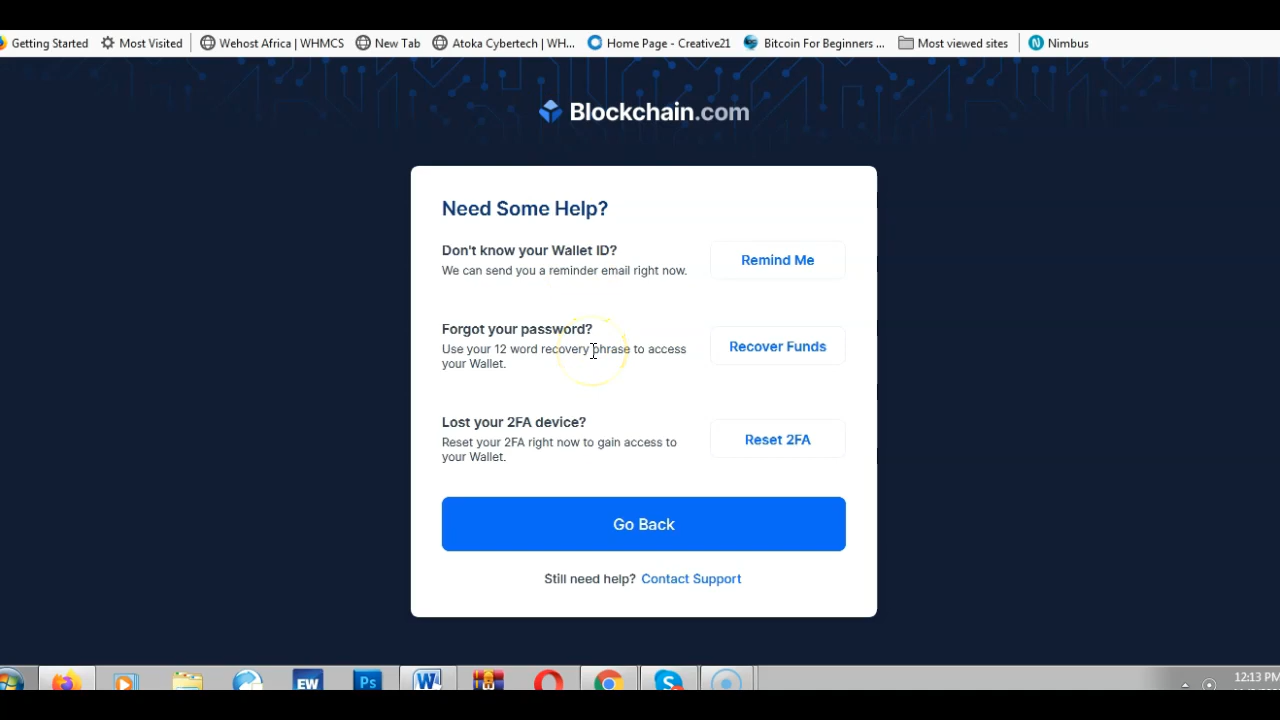 Getting Started Most Visited Wehost Africa | WHMCS New Tab Atoka Cybertech | WH... Home Page - Creative21 Bitcoin For Beginners ... Most viewed sites Nimbus
Blockchain.com
Need Some Help?
Don't know your Wallet ID?
We can send you a reminder email right now.
Remind Me
Forgot your password?
Use your 12 word recovery phrase to access
your Wallet.
Recover Funds
Lost your 2FA device?
Reset your 2FA right now to gain access to
your Wallet.
Reset 2FA
Go Back
Still need help? Contact Support
EW Ps W S
12:13 PM